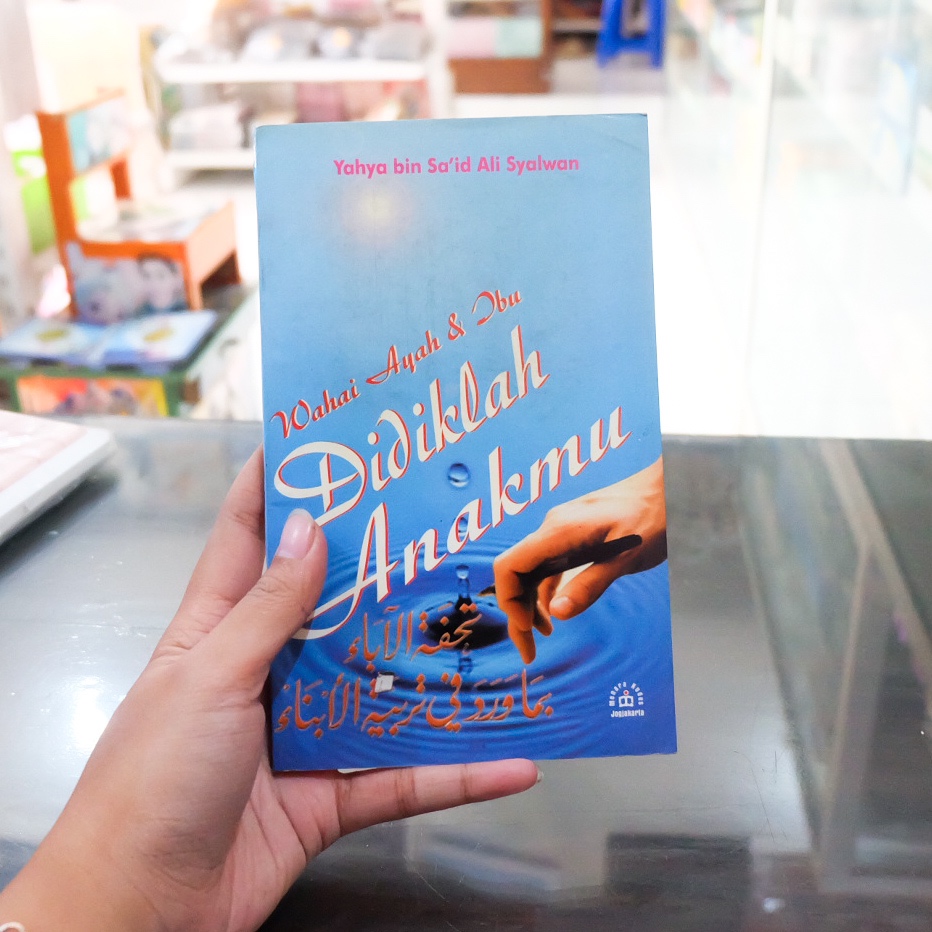 Yahya bin Sa'id Ali Syalwan
Wahai Ayah & Ibu
Didiklah
Anakmu
تحفة الآباء
بما ورد في تربية الأبناء
Jogjakarta